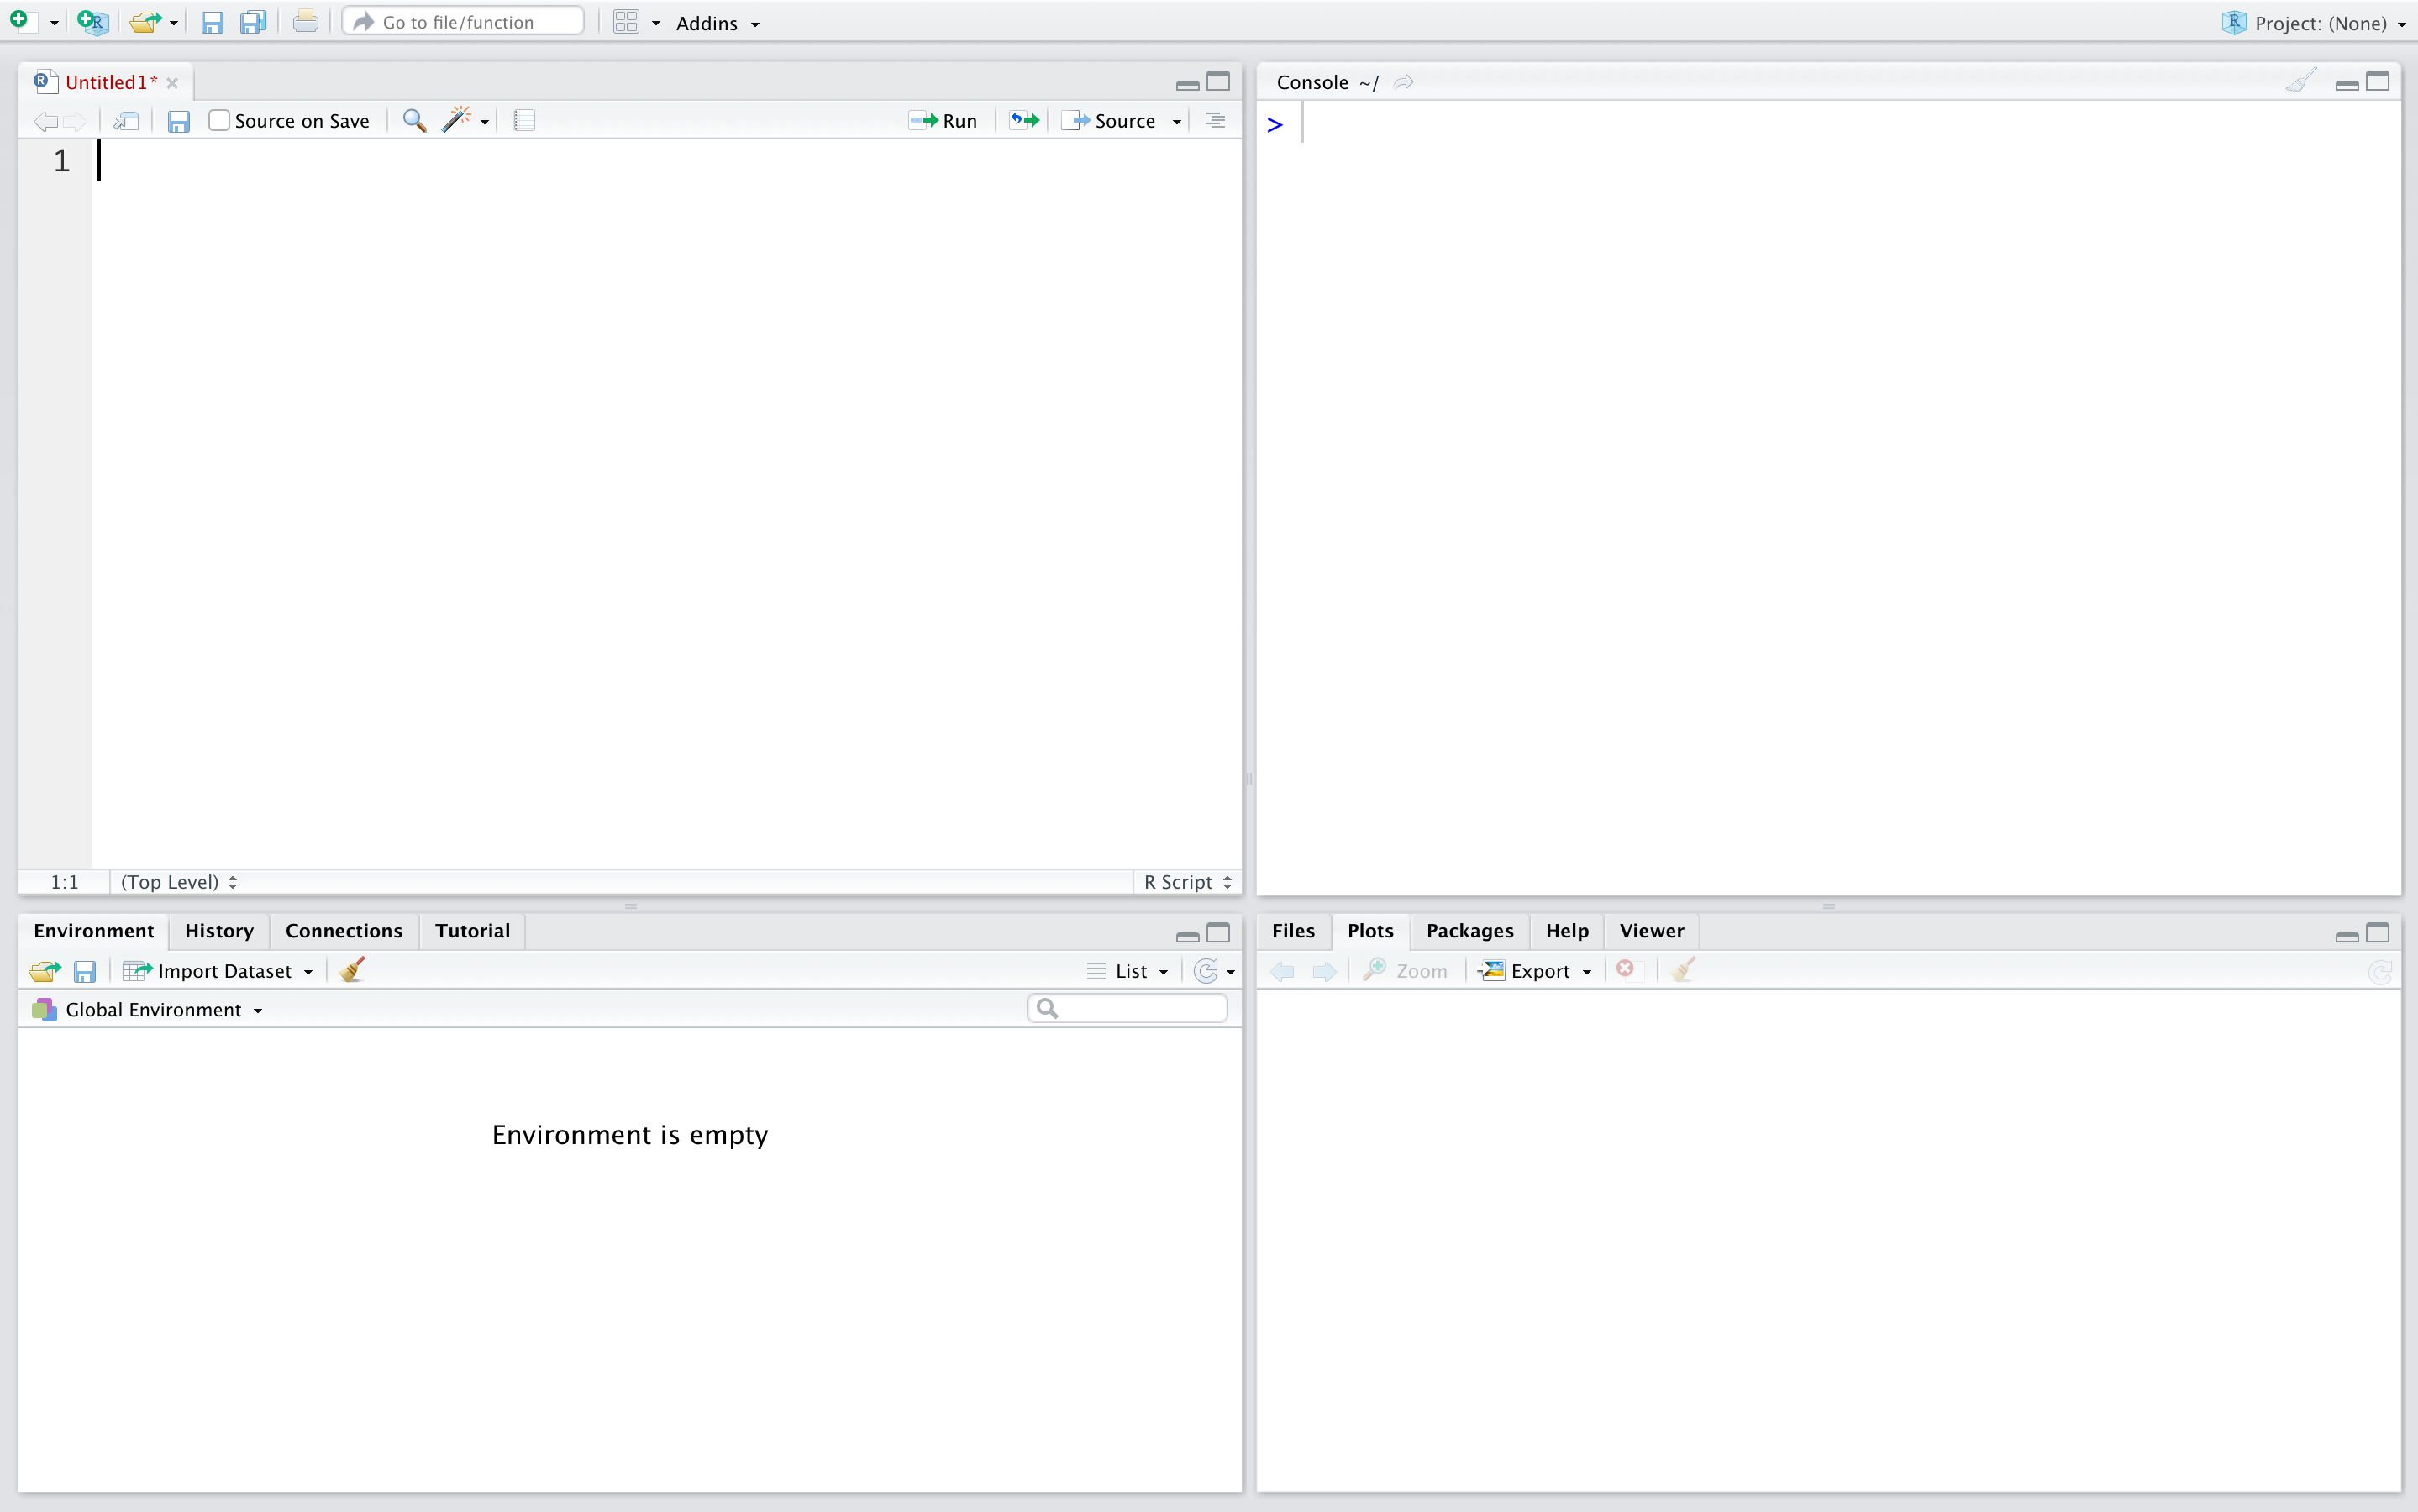 Go to file/function Addins Project: (None)
Untitled1*
Source on Save Run Source
1
1:1 (Top Level) R Script
Console ~/
>
Environment History Connections Tutorial
Import Dataset List
Global Environment
Environment is empty
Files Plots Packages Help Viewer
Zoom Export